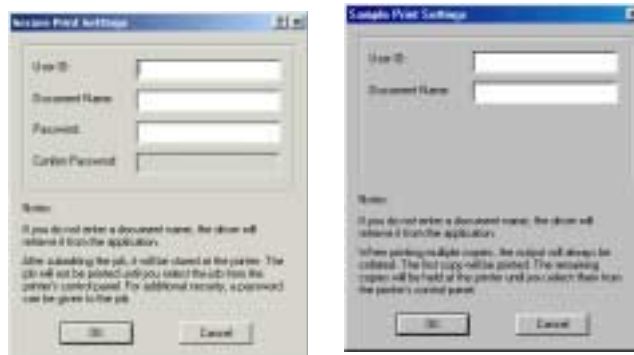 Secure Print Settings
User ID:
Document Name:
Password:
Confirm Password:
Notes:
If you do not enter a document name, the driver will
retrieve it from the application.
After submitting the job, it will be stored at the printer. The
job will not be printed until you select the job from the
printer's control panel. For additional security, a password
can be given to the job.
OK
Cancel
Sample Print Settings
User ID:
Document Name:
Notes:
If you do not enter a document name, the driver will
retrieve it from the application.
When printing multiple copies, the output will always be
collated. The first copy will be printed. The remaining
copies will be held at the printer until you select them from
the printer's control panel.
OK
Cancel